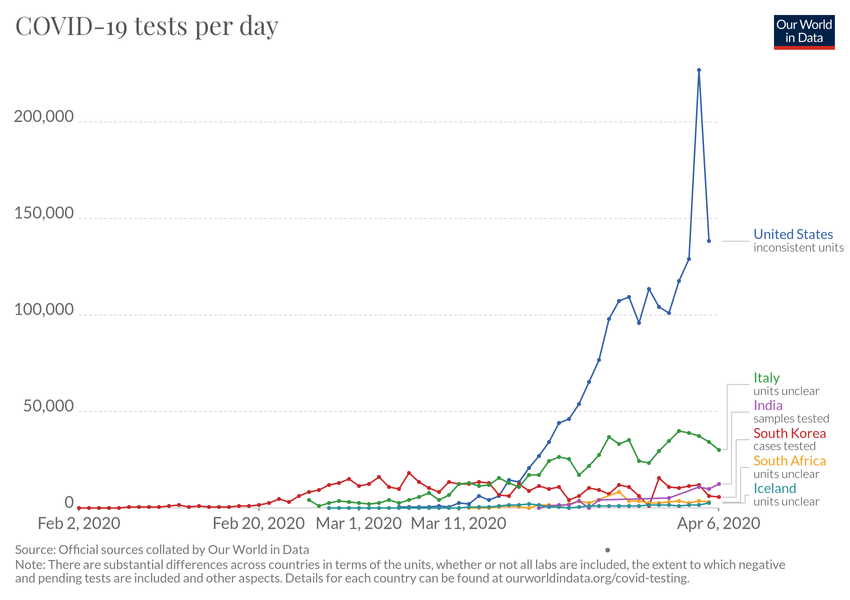 COVID-19 tests per day
Our World
in Data
200,000
150,000
100,000
50,000
0
United States
inconsistent units
Italy
units unclear
India
samples tested
South Korea
cases tested
South Africa
units unclear
Iceland
units unclear
Feb 2, 2020
Feb 20, 2020
Mar 1, 2020
Mar 11, 2020
Apr 6, 2020
Source: Official sources collated by Our World in Data
Note: There are substantial differences across countries in terms of the units, whether or not all labs are included, the extent to which negative
and pending tests are included and other aspects. Details for each country can be found at ourworldindata.org/covid-testing.